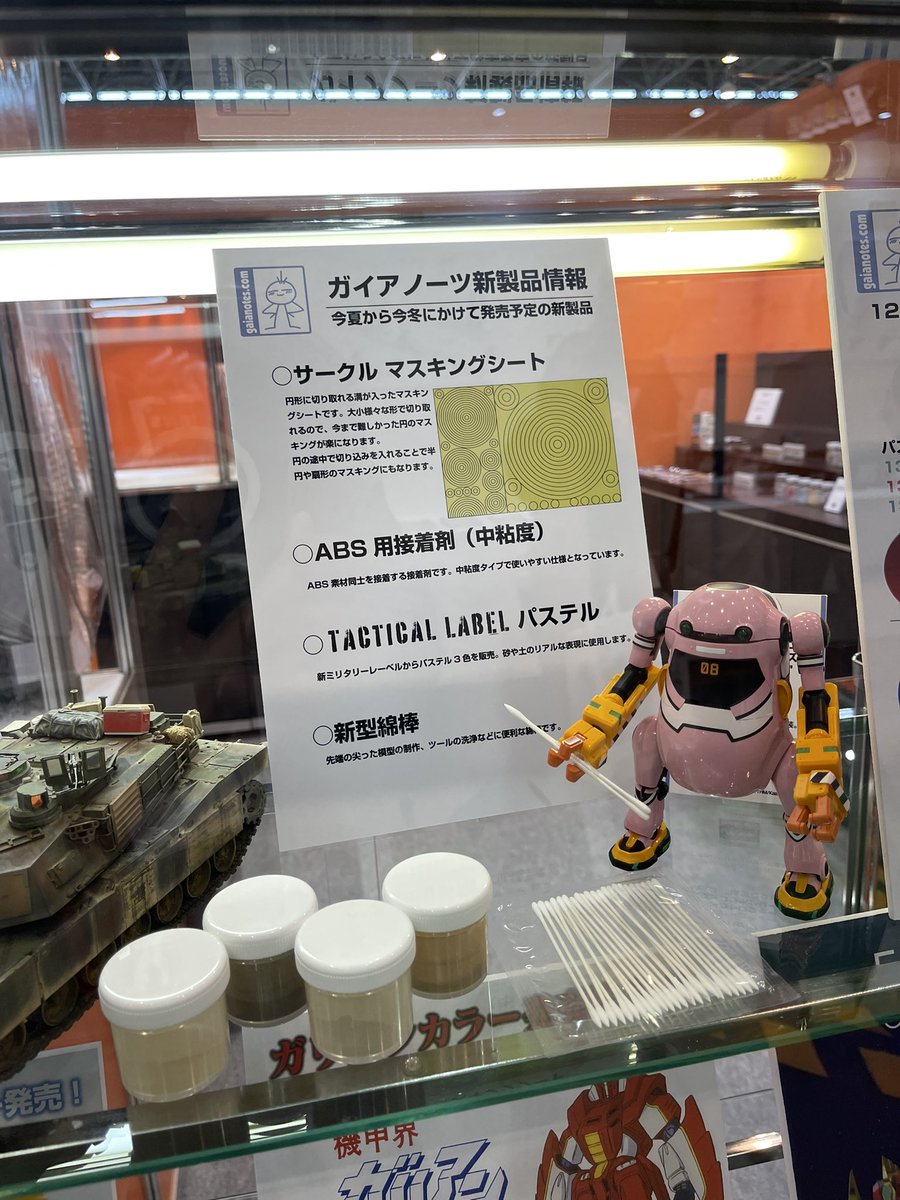 gaianotes.com
ガイアノーツ新製品情報
今夏から今冬にかけて発売予定の新製品
○サークル マスキングシート
円形に切り取れる溝が入ったマスキン
グシートです。大小様々な形で切り取
れるので、今まで難しかった円のマス
キングが楽になります。
円の途中で切り込みを入れることで半
円や扇形のマスキングにもなります。
○ABS 用接着剤（中粘度）
ABS 素材同士を接着する接着剤です。中粘度タイプで使いやすい仕様となっています。
○TACTICAL LABEL パステル
新ミリタリーレーベルからパステル 3 色を販売。砂や土のリアルな表現に使用します。
○新型綿棒
先端の尖った模型の制作、ツールの洗浄などに便利な
08
gaianotes.com
12
パス
13
13
発売！
機甲界
ガリアン